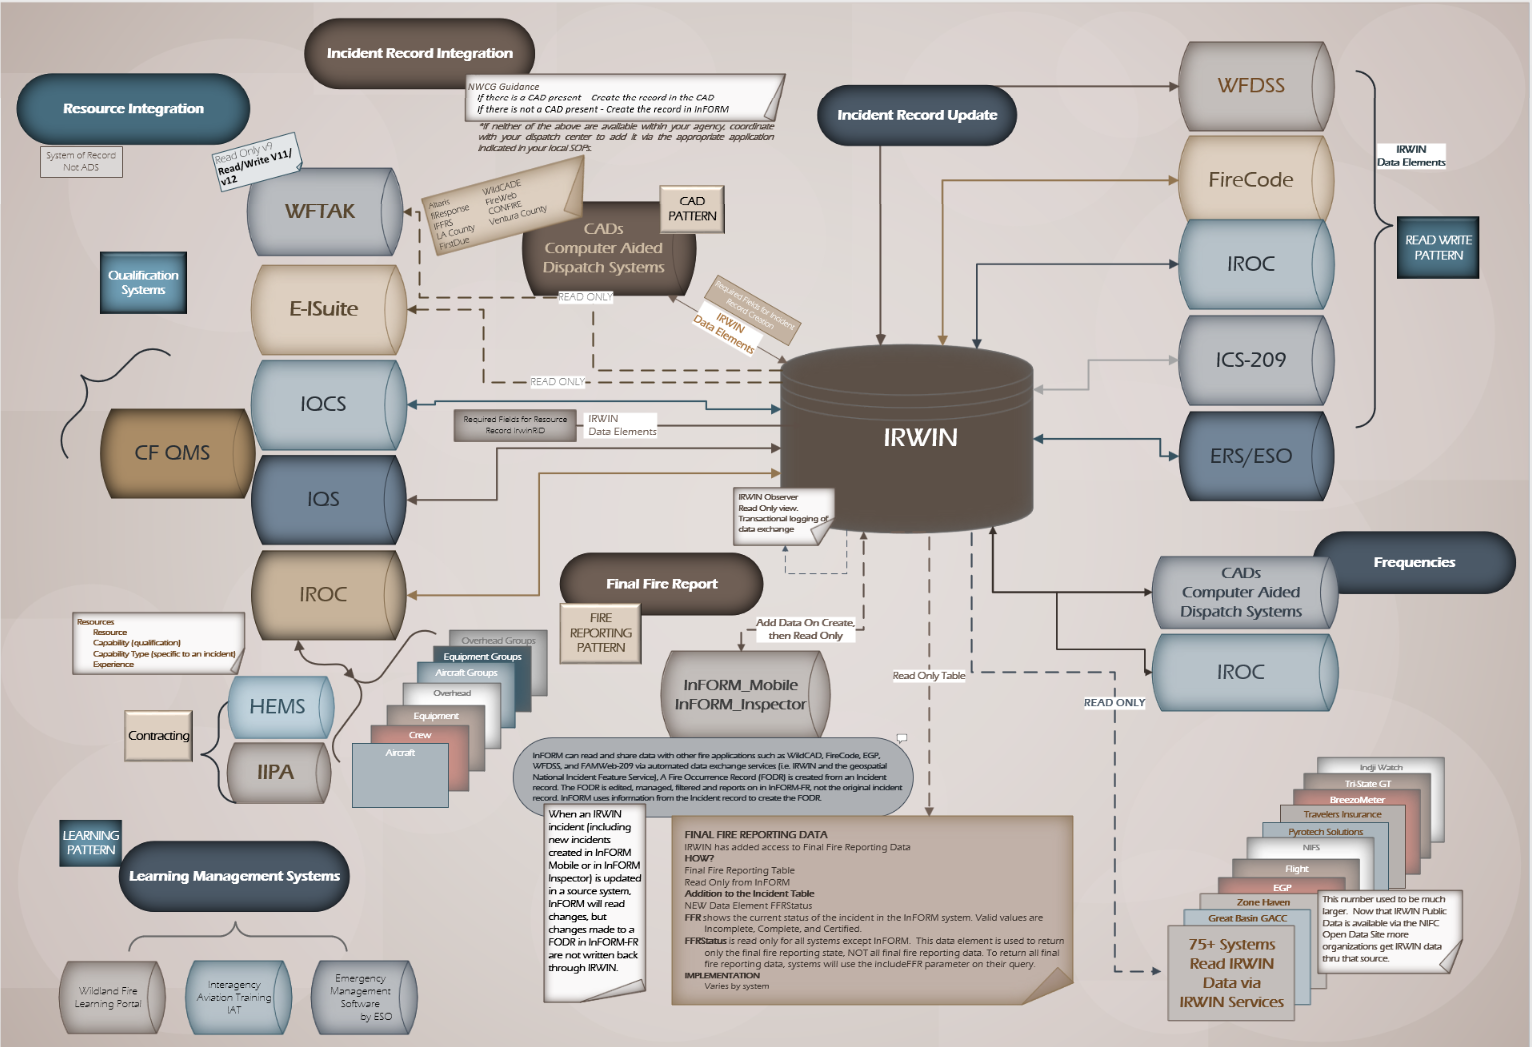 Incident Record Integration
NWCG Guidance
If there is a CAD present    Create the record in the CAD
If there is not a CAD present - Create the record in InFORM
*If neither of the above are available within your agency, coordinate
with your dispatch center to add it via the appropriate application
indicated in your local SOPs.
Resource Integration
System of Record
Not ADS
Read Only v9
Read/Write V11/
v12
WFTAK
Altaris
fiResponse
IFFRS
LA County
FirstDue
WildCADE
FireWeb
CONFIRE
Ventura County
CAD
PATTERN
CADs
Computer Aided
Dispatch Systems
Incident Record Update
WFDSS
IRWIN
Data Elements
FireCode
READ WRITE
PATTERN
IROC
ICS-209
ERS/ESO
Qualification
Systems
E-ISuite
READ ONLY
Required Fields for Incident
Record Creation
IRWIN
Data Elements
READ ONLY
IQCS
Required Fields for Resource
Record IrwinRID
IRWIN
Data Elements
IRWIN
CF QMS
IQS
IRWIN Observer
Read Only view.
Transactional logging of
data exchange
IROC
Final Fire Report
FIRE
REPORTING
PATTERN
Add Data On Create,
then Read Only
Frequencies
CADs
Computer Aided
Dispatch Systems
IROC
Resources
Resource
Capability (qualification)
Capability Type (specific to an incident)
Experience
HEMS
Contracting
IIPA
Overhead Groups
Equipment Groups
Aircraft Groups
Overhead
Equipment
Crew
Aircraft
InFORM_Mobile
InFORM_Inspector
Read Only Table
READ ONLY
InFORM can read and share data with other fire applications such as WildCAD, FireCode, EGP,
WFDSS, and FAMWeb-209 via automated data exchange services (i.e. IRWIN and the geospatial
National Incident Feature Service), A Fire Occurrence Record (FODR) is created from an Incident
record. The FODR is edited, managed, filtered and reports on in InFORM-FR, not the original incident
record. InFORM uses information from the Incident record to create the FODR.
When an IRWIN
incident (including
new incidents
created in InFORM
Mobile or in InFORM
Inspector) is updated
in a source system,
InFORM will read
changes, but
changes made to a
FODR in InFORM-FR
are not written back
through IRWIN.
FINAL FIRE REPORTING DATA
IRWIN has added access to Final Fire Reporting Data
HOW?
Final Fire Reporting Table
Read Only from InFORM
Addition to the Incident Table
NEW Data Element FFRStatus
FFR shows the current status of the incident in the InFORM system. Valid values are
Incomplete, Complete, and Certified.
FFRStatus is read only for all systems except InFORM.  This data element is used to return
only the final fire reporting state, NOT all final fire reporting data. To return all final
fire reporting data, systems will use the includeFFR parameter on their query.
IMPLEMENTATION
Varies by system
Indji Watch
Tri-State GT
BreezoMeter
Travelers Insurance
Pyrotech Solutions
NIFS
Flight
EGP
Zone Haven
Great Basin GACC
75+ Systems
Read IRWIN
Data via
IRWIN Services
This number used to be much
larger.  Now that IRWIN Public
Data is available via the NIFC
Open Data Site more
organizations get IRWIN data
thru that source.
LEARNING
PATTERN
Learning Management Systems
Wildland Fire
Learning Portal
Interagency
Aviation Training
IAT
Emergency
Management
Software
by ESO